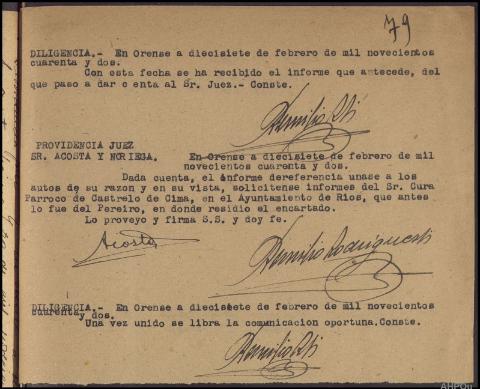 79
DILIGENCIA.- En Orense a diecisiete de febrero de mil novecientos
cuarenta y dos.
Con esta fecha se ha recibido el informe que antecede, del
que paso a dar c enta al Sr. Juez.- Conste.
PROVIDENCIA JUEZ
SR. ACOSTA Y NORIEGA. En Orense a diecisiete de febrero de mil
novecientos cuarenta y dos.
Dada cuenta, el informe dereferencia unase a los
autos de su razon y en su vista, solicitense informes del Sr. Cura
Parroco de Castrelo de Cima, en el Ayuntamiento de Rios, que antes
lo fue del Pereiro, en donde residio el encartado.
Lo proveyo y firma S.S. y doy fe.
Acosta
DILIGENCIA.- En Orense a diecisiete de febrero de mil novecientos
cuarenta y dos.
Una vez unido se libra la comunicacion oportuna.Conste.
AHPOu